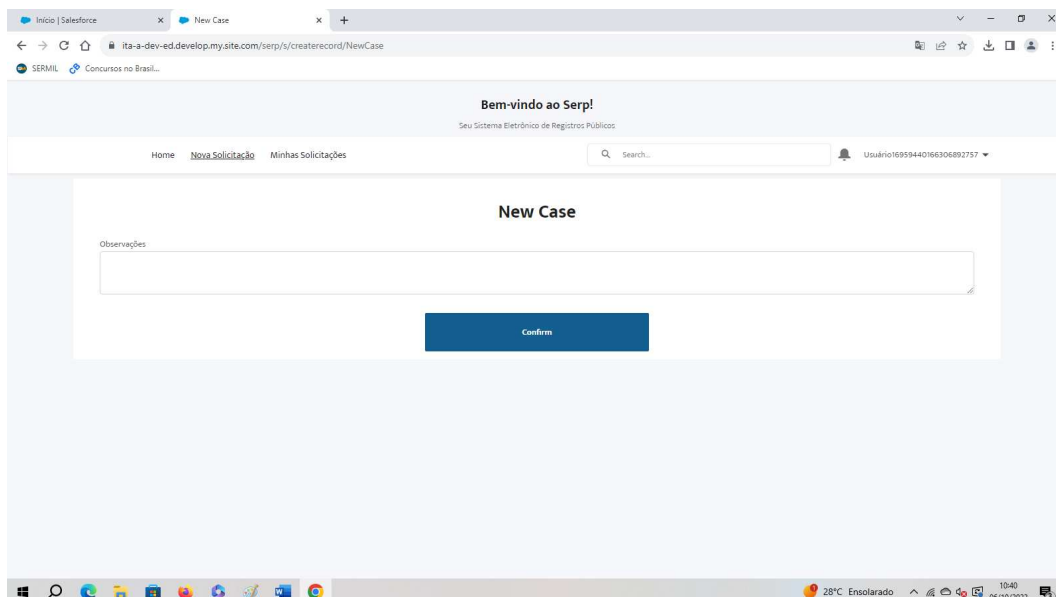 Início | Salesforce
New Case
ita-a-dev-ed.develop.my.site.com/serp/s/createrecord/NewCase
SERMIL Concursos no Brasil...
Bem-vindo ao Serp!
Seu Sistema Eletrônico de Registros Públicos
Home Nova Solicitação Minhas Solicitações Search... Usuário16959440166306892757
New Case
Observações
Confirm
28°C Ensolarado 10:40